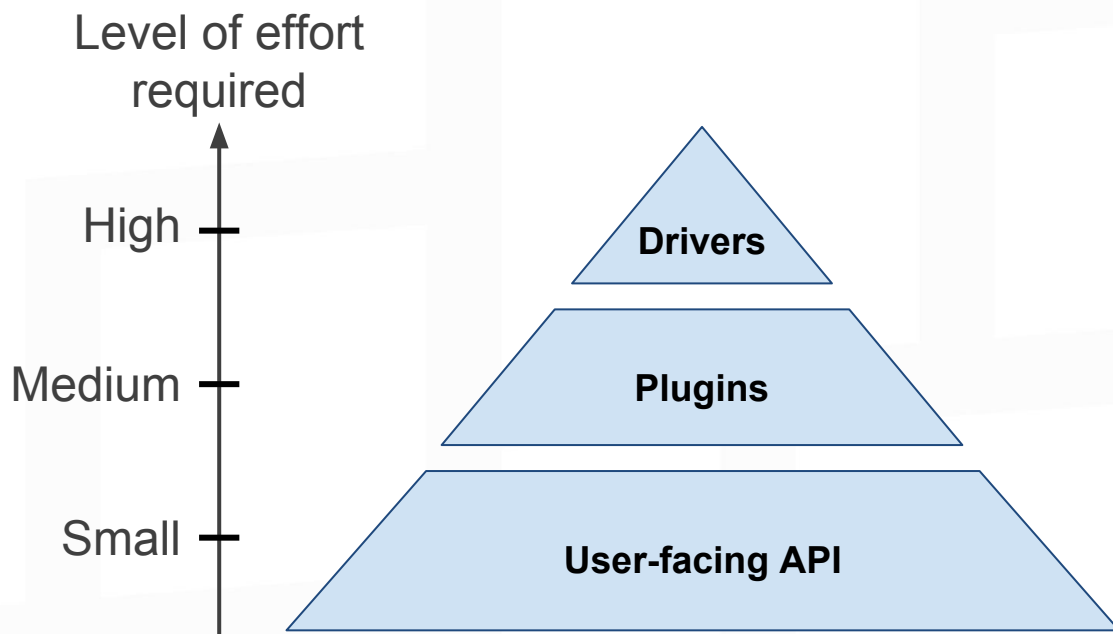 Level of effort
required
High
Drivers
Medium
Plugins
Small
User-facing API